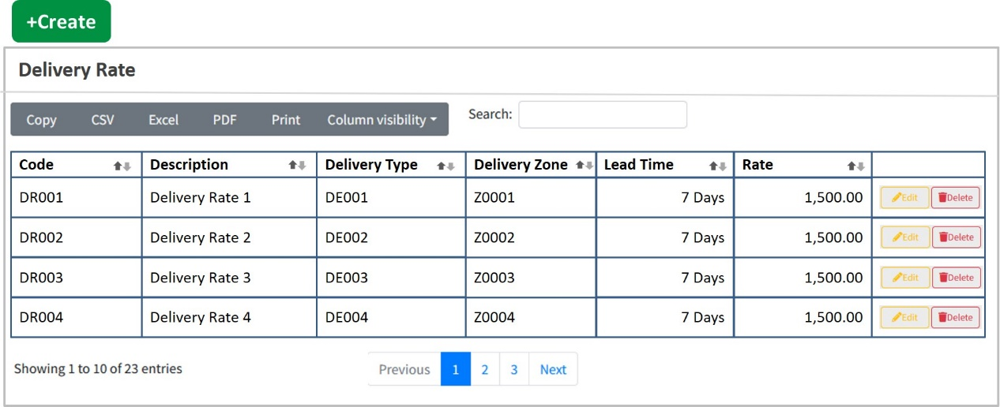 +Create
Delivery Rate
Copy CSV Excel PDF Print Column visibility Search:
Code Description Delivery Type Delivery Zone Lead Time Rate
DR001 Delivery Rate 1 DE001 Z0001 7 Days 1,500.00 Edit Delete
DR002 Delivery Rate 2 DE002 Z0002 7 Days 1,500.00 Edit Delete
DR003 Delivery Rate 3 DE003 Z0003 7 Days 1,500.00 Edit Delete
DR004 Delivery Rate 4 DE004 Z0004 7 Days 1,500.00 Edit Delete
Showing 1 to 10 of 23 entries Previous 1 2 3 Next